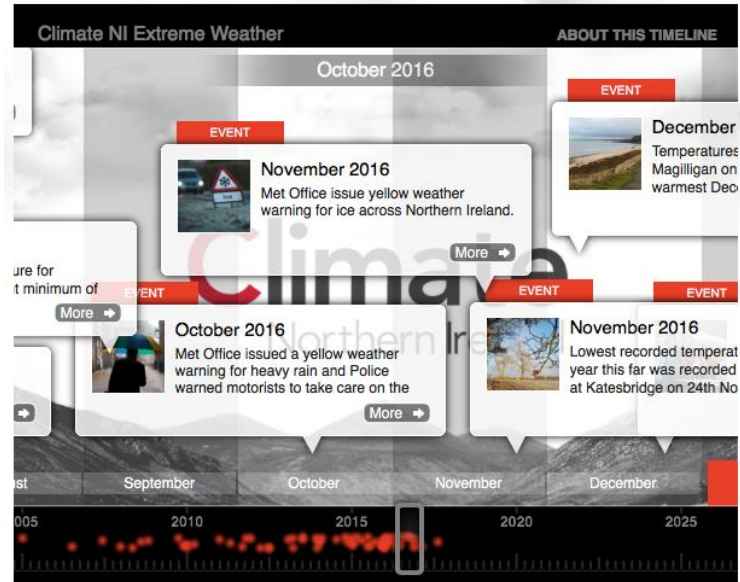 Climate NI Extreme Weather
ABOUT THIS TIMELINE
October 2016
EVENT
December
Temperatures
Magilligan on
warmest Dec
EVENT
November 2016
Met Office issue yellow weather
warning for ice across Northern Ireland.
More
ure for
t minimum of
More
Climate
Northern Ire
EVENT
October 2016
Met Office issued a yellow weather
warning for heavy rain and Police
warned motorists to take care on the
More
EVENT
November 2016
Lowest recorded temperat
year this far was recorded
at Katesbridge on 24th No
EVENT
st
September
October
November
December
005
2010
2015
2020
2025